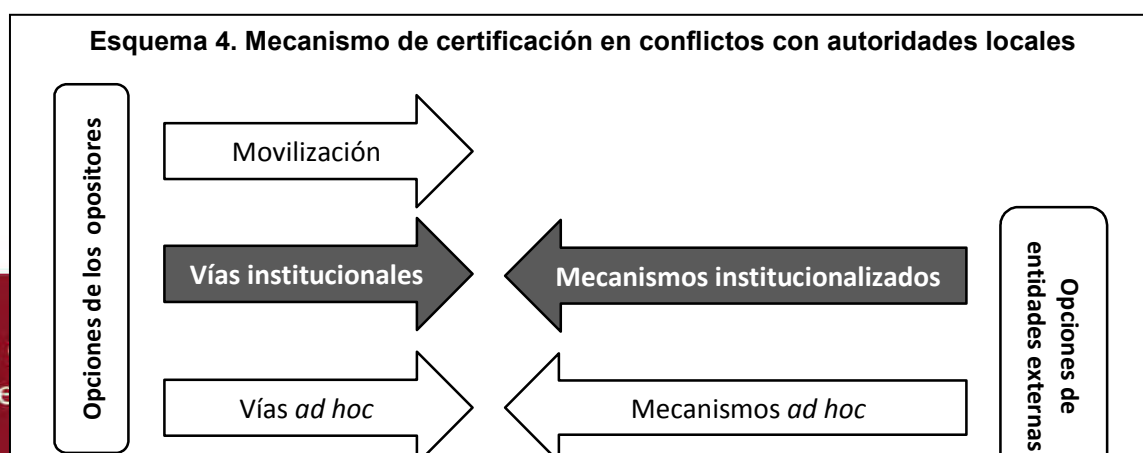 Esquema 4. Mecanismo de certificación en conflictos con autoridades locales
Opciones de los opositores
Movilización
Vías institucionales
Mecanismos institucionalizados
Vías ad hoc
Mecanismos ad hoc
Opciones de
entidades externas